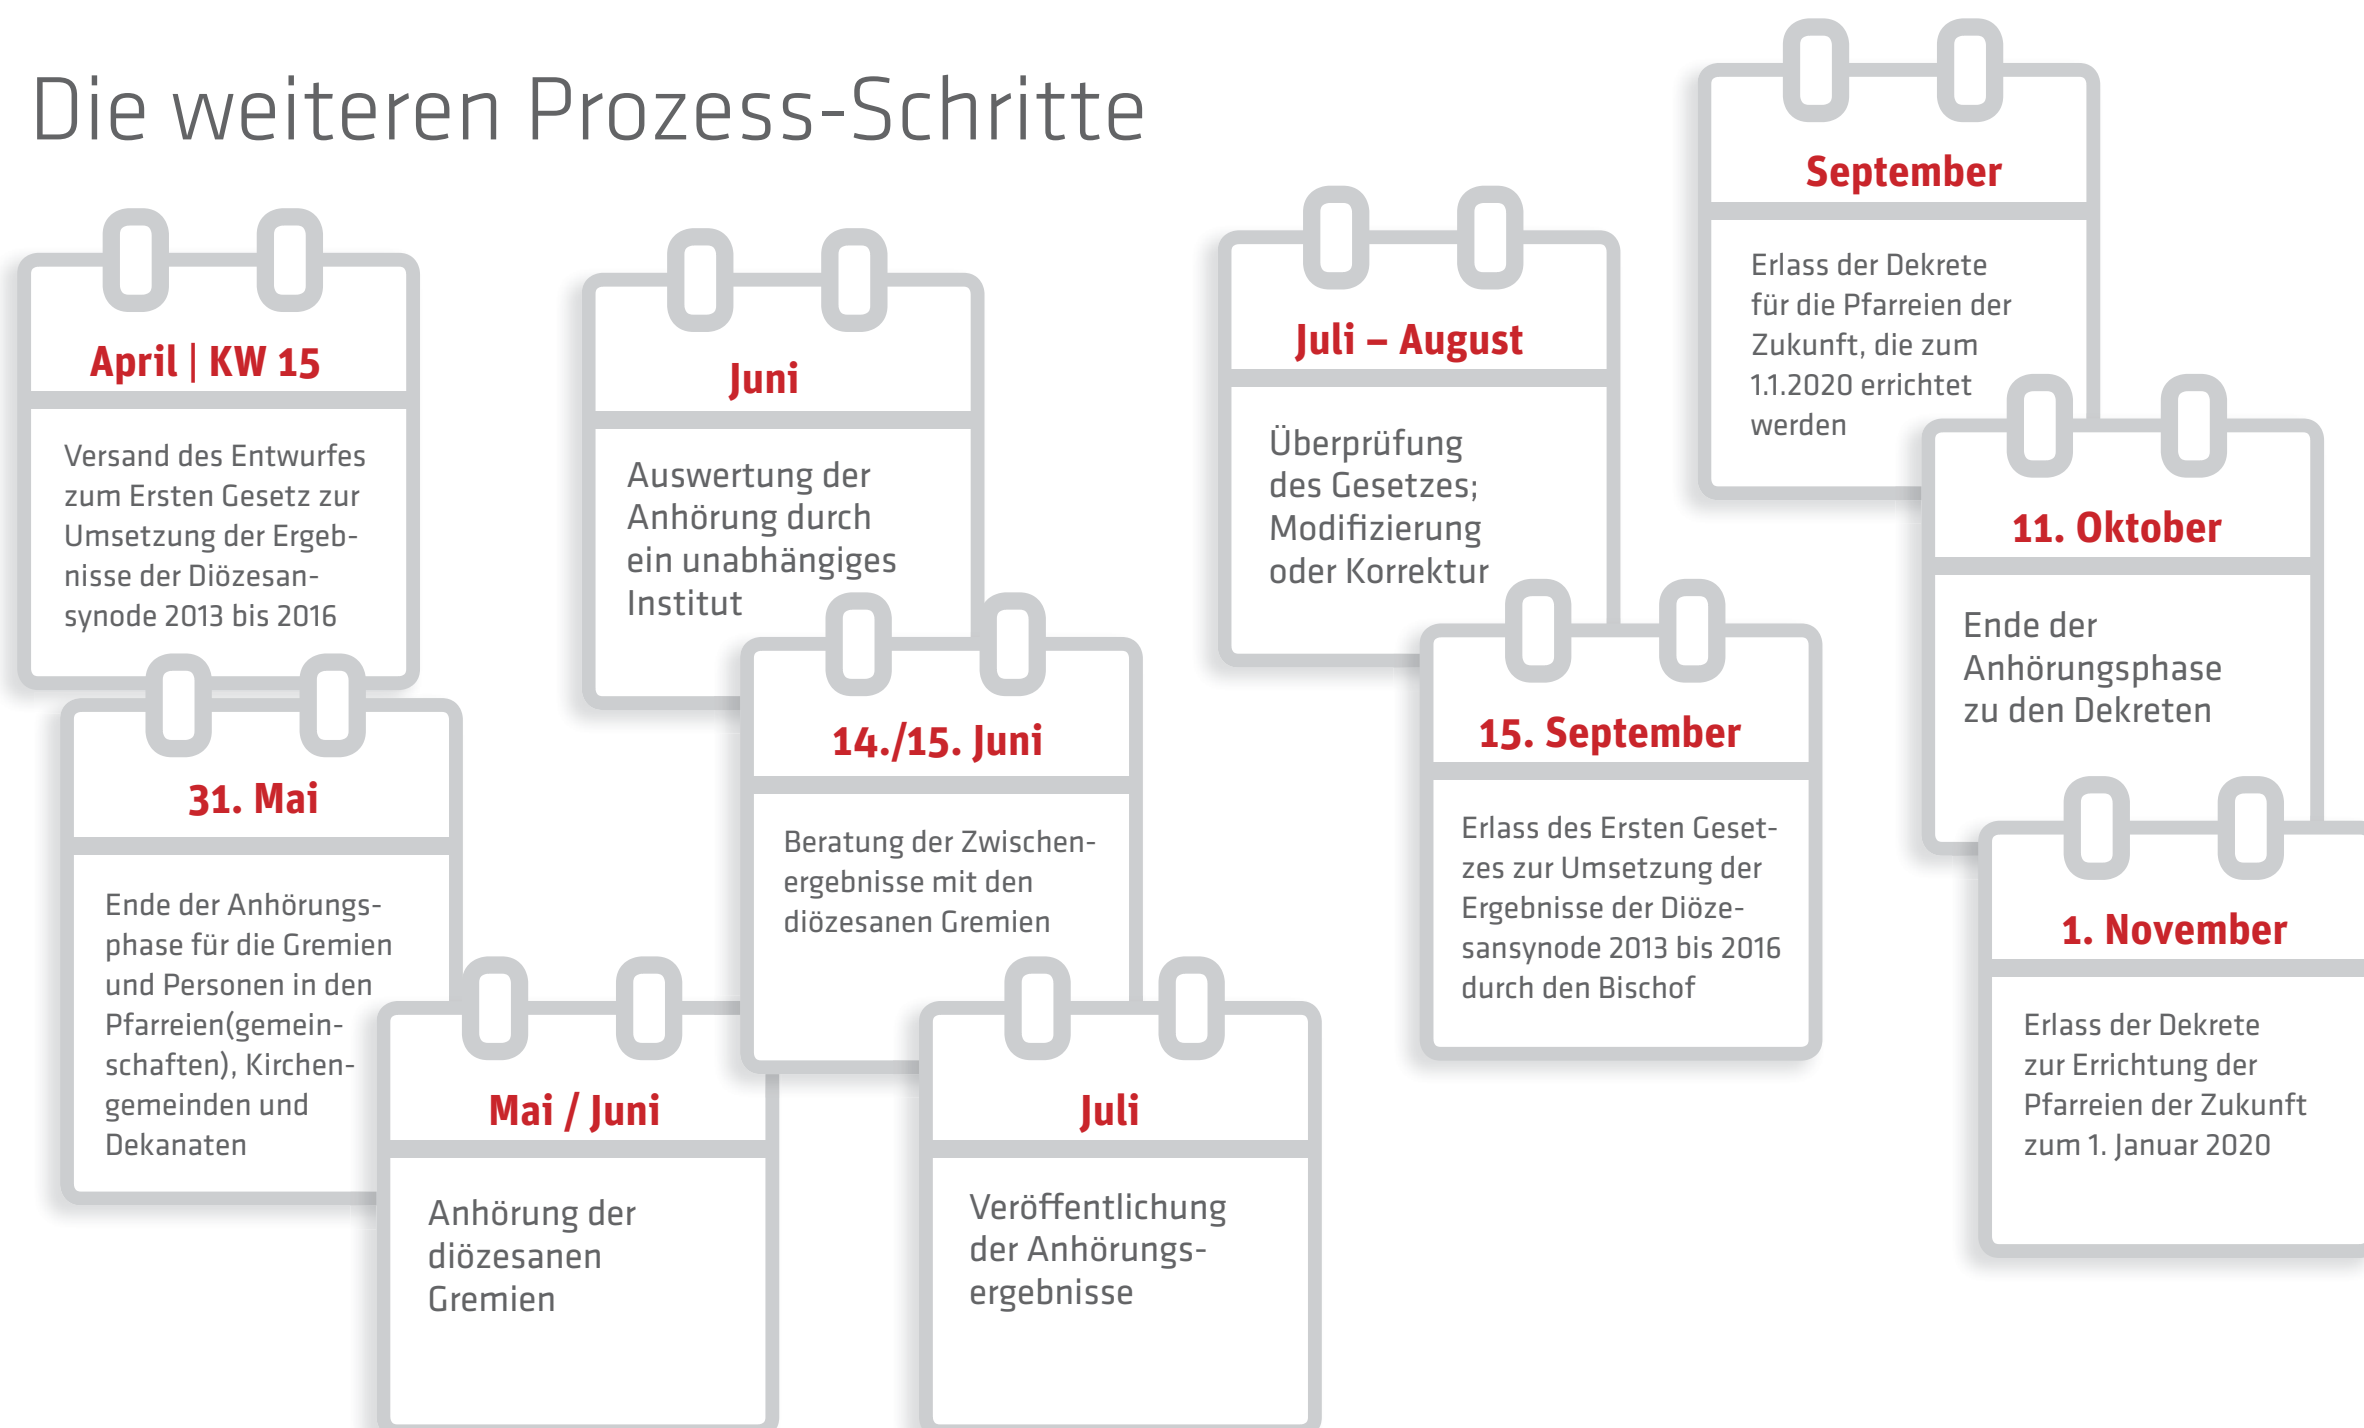 Die weiteren Prozess-Schritte
April | KW 15
Versand des Entwurfes
zum Ersten Gesetz zur
Umsetzung der Ergeb-
nisse der Diözesan-
synode 2013 bis 2016
31. Mai
Ende der Anhörungs-
phase für die Gremien
und Personen in den
Pfarreien(gemein-
schaften), Kirchen-
gemeinden und
Dekanaten
Mai / Juni
Anhörung der
diözesanen
Gremien
Juni
Auswertung der
Anhörung durch
ein unabhängiges
Institut
14./15. Juni
Beratung der Zwischen-
ergebnisse mit den
diözesanen Gremien
Juli
Veröffentlichung
der Anhörungs-
ergebnisse
Juli – August
Überprüfung
des Gesetzes;
Modifizierung
oder Korrektur
15. September
Erlass des Ersten Geset-
zes zur Umsetzung der
Ergebnisse der Diöze-
sansynode 2013 bis 2016
durch den Bischof
September
Erlass der Dekrete
für die Pfarreien der
Zukunft, die zum
1.1.2020 errichtet
werden
11. Oktober
Ende der
Anhörungsphase
zu den Dekreten
1. November
Erlass der Dekrete
zur Errichtung der
Pfarreien der Zukunft
zum 1. Januar 2020